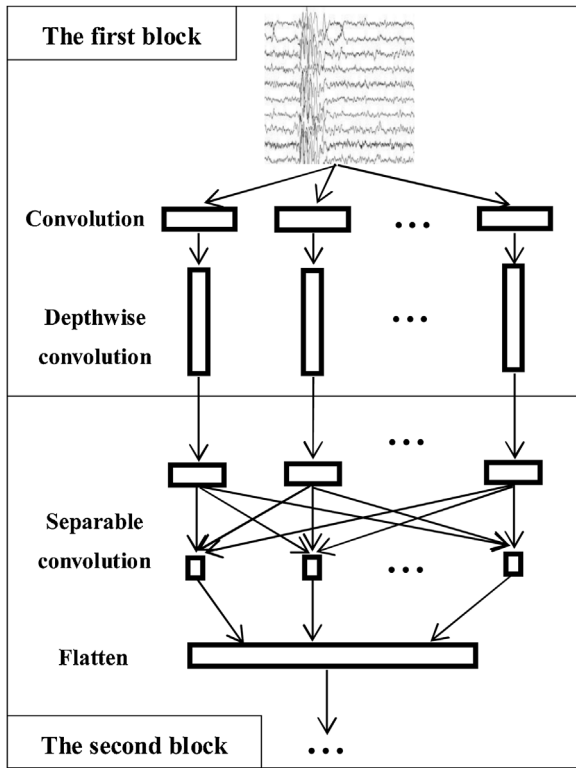 The first block
Convolution
...
Depthwise
convolution
...
...
Separable
convolution
...
Flatten
The second block
...